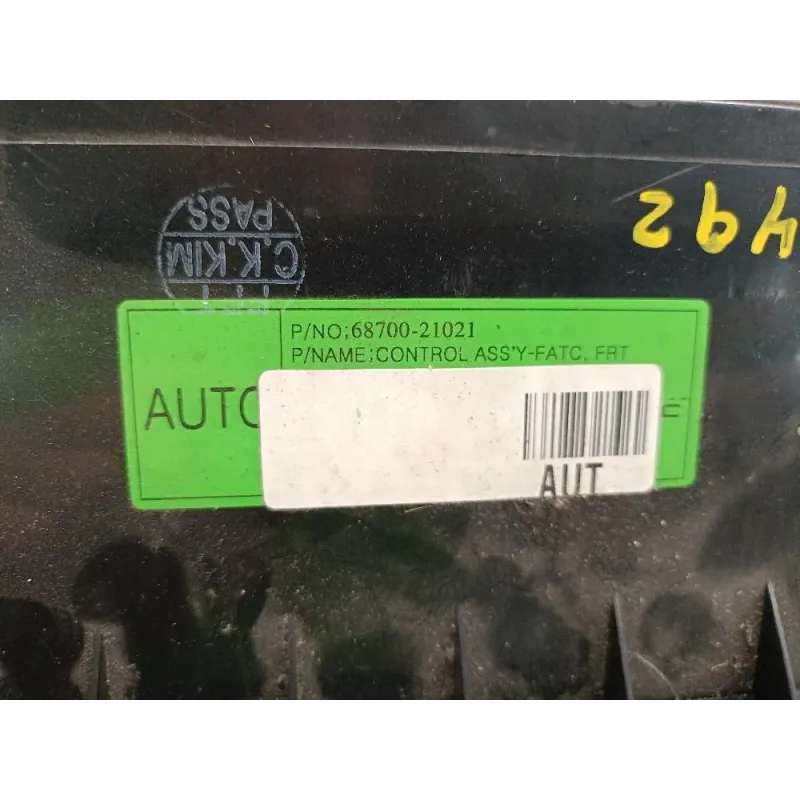 492
PASS
C.K.KIM
P/NO;68700-21021
P/NAME;CONTROL ASS'Y-FATC, FRT
AUTO
AUT